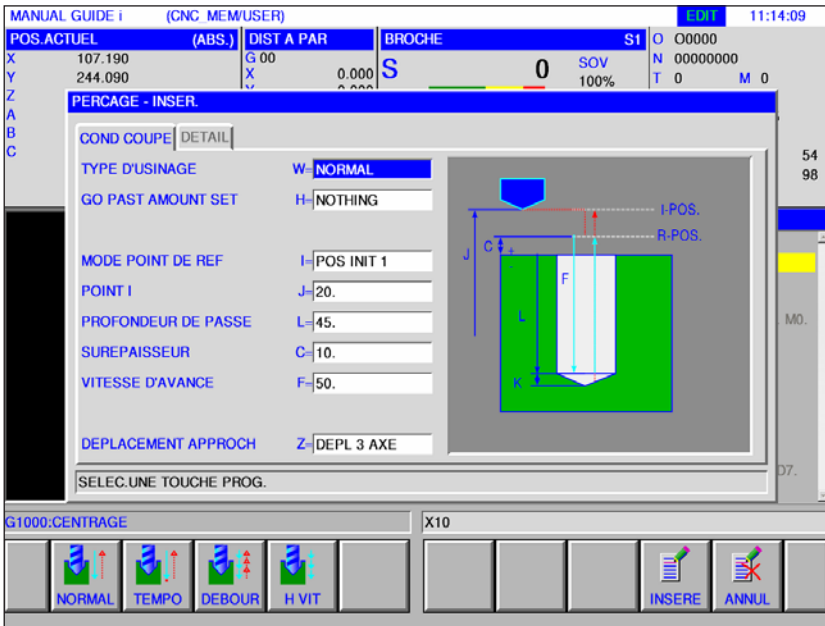 MANUAL GUIDE i (CNC_MEM/USER) EDIT 11:14:09
POS.ACTUEL (ABS.) DIST A PAR BROCHE S1 O O0000
X 107.190 G 00 S 0 SOV N 00000000
Y 244.090 X 0.000 100% T 0 M 0
Z
A
B
C
54
98
PERCAGE - INSER.
COND COUPE DETAIL
TYPE D'USINAGE W= NORMAL
GO PAST AMOUNT SET H= NOTHING
MODE POINT DE REF I= POS INIT 1
POINT I J= 20.
PROFONDEUR DE PASSE L= 45.
SUREPAISSEUR C= 10.
VITESSE D'AVANCE F= 50.
DEPLACEMENT APPROCH Z= DEPL 3 AXE
I-POS.
R-POS.
J C + -
F
L
K
M0.
D7.
SELEC.UNE TOUCHE PROG.
G1000:CENTRAGE X10
NORMAL TEMPO DEBOUR H VIT INSERE ANNUL